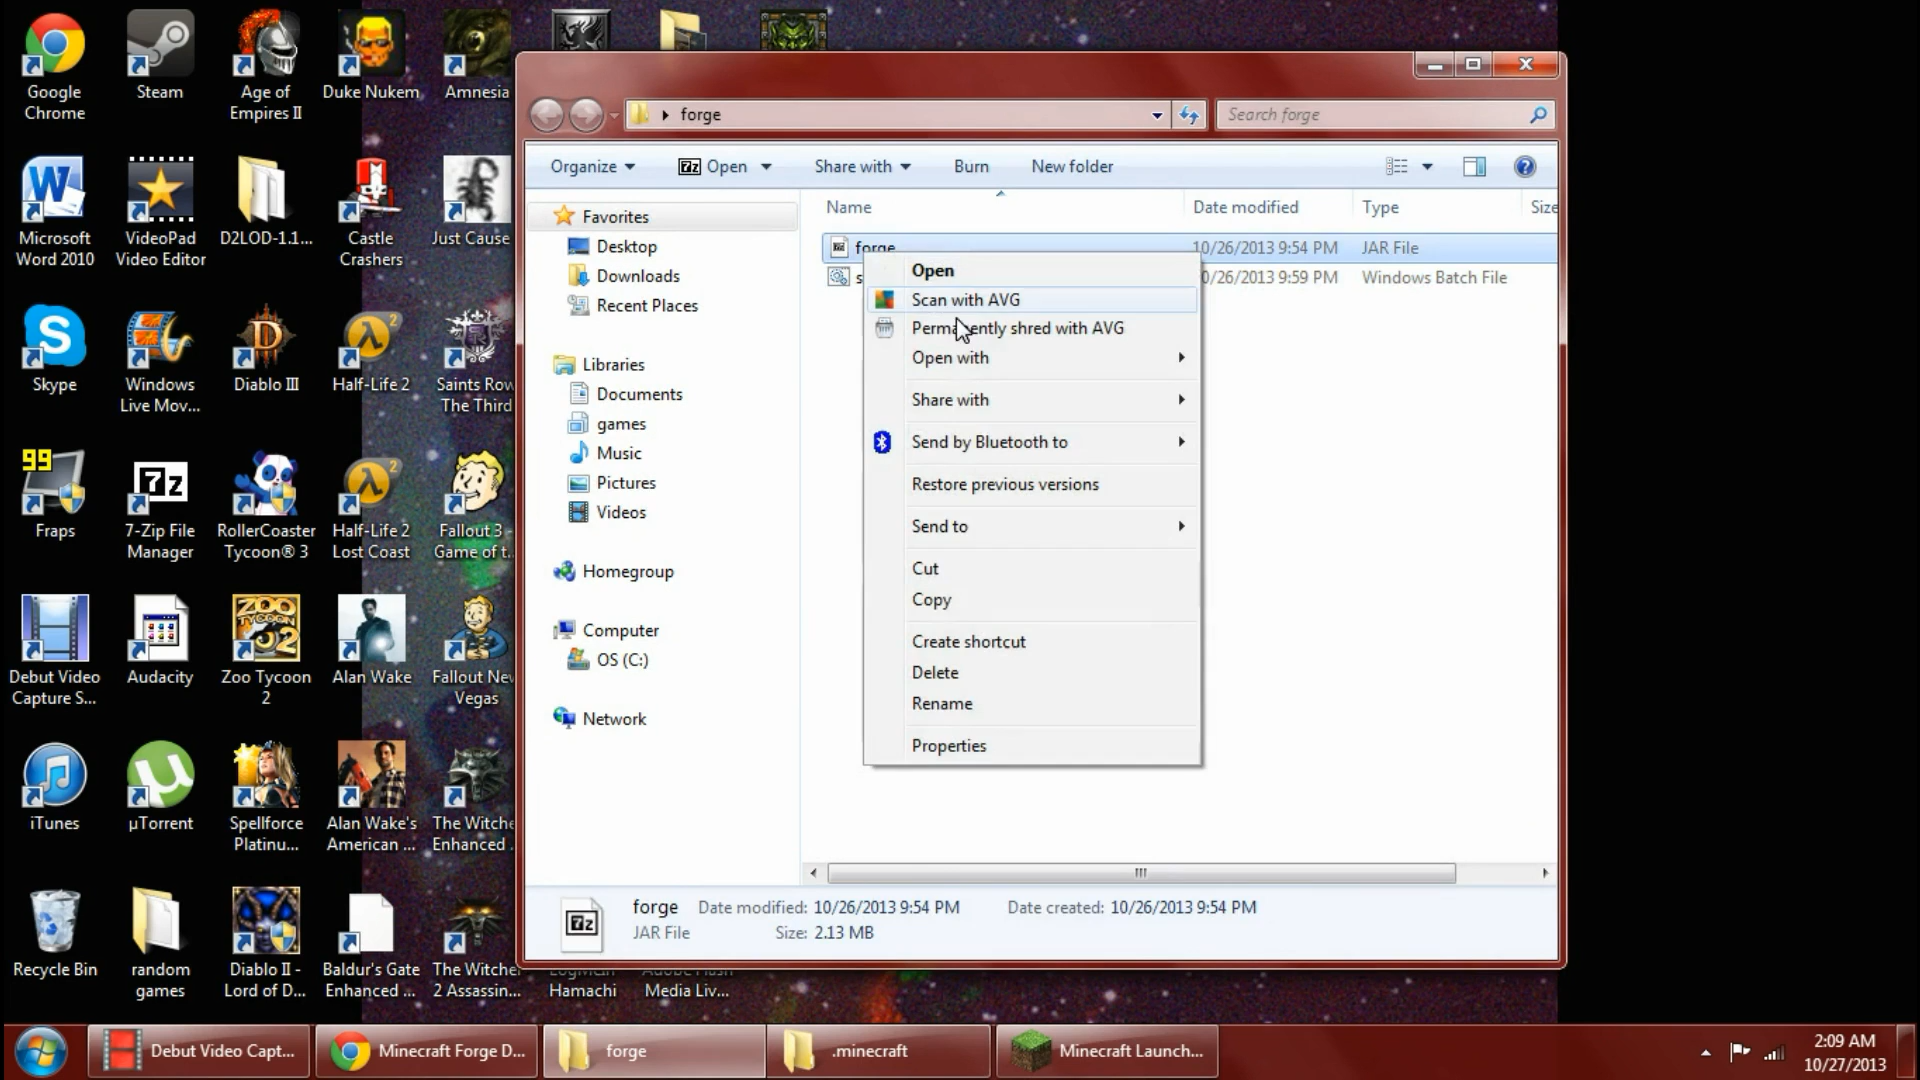 Google
Chrome
Steam
Age of
Empires II
Duke Nukem
Amnesia
Microsoft
Word 2010
VideoPad
Video Editor
D2LOD-1.1...
Castle
Crashers
Just Cause
Skype
Windows
Live Mov...
Diablo III
Half-Life 2
Saints Row
The Third
99
Fraps
7z
7-Zip File
Manager
RollerCoaster
Tycoon® 3
Half-Life 2
Lost Coast
Fallout 3 -
Game of t...
Debut Video
Capture S...
Audacity
ZOO
TYCOON
2
Zoo Tycoon
2
Alan Wake
Fallout New
Vegas
iTunes
µTorrent
Spellforce
Platinu...
Alan Wake's
American ...
The Witche
Enhanced
Recycle Bin
random
games
Diablo II -
Lord of D...
Baldur's Gate
Enhanced ...
The Witche
2 Assassin...
LogMeIn
Hamachi
Adobe Flash
Media Liv...
forge
Search forge
Organize
7z Open
Share with
Burn
New folder
Favorites
Desktop
Downloads
Recent Places
Libraries
Documents
games
Music
Pictures
Videos
Homegroup
Computer
OS (C:)
Network
Name
Date modified
Type
Size
forge
10/26/2013 9:54 PM
JAR File
s
0/26/2013 9:59 PM
Windows Batch File
Open
Scan with AVG
Permanently shred with AVG
Open with
Share with
Send by Bluetooth to
Restore previous versions
Send to
Cut
Copy
Create shortcut
Delete
Rename
Properties
7z
forge
Date modified: 10/26/2013 9:54 PM
Date created: 10/26/2013 9:54 PM
JAR File
Size: 2.13 MB
Debut Video Capt...
Minecraft Forge D...
forge
.minecraft
Minecraft Launch...
2:09 AM
10/27/2013